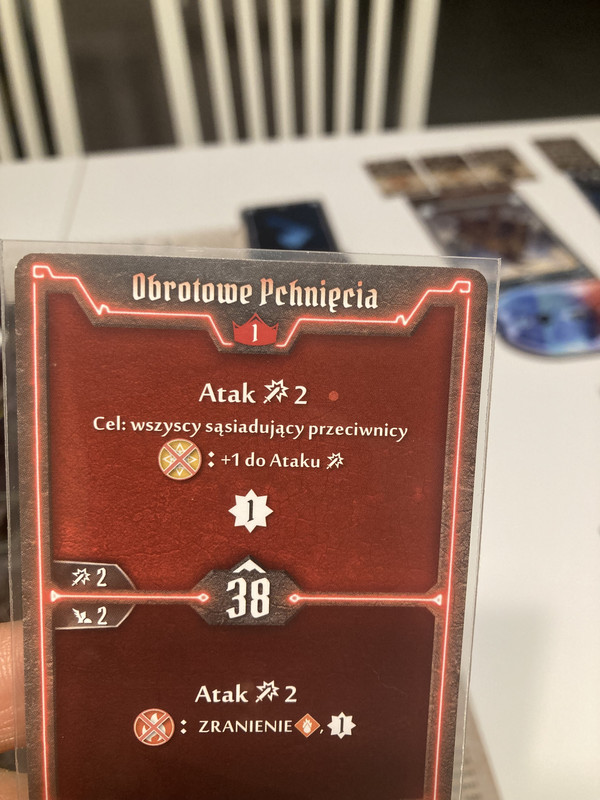 Obrotowe Pchnięcia
1
Atak 2
Cel: wszyscy sąsiadujący przeciwnicy
: +1 do Ataku
1
2
38
2
Atak 2
: ZRANIENIE , 1